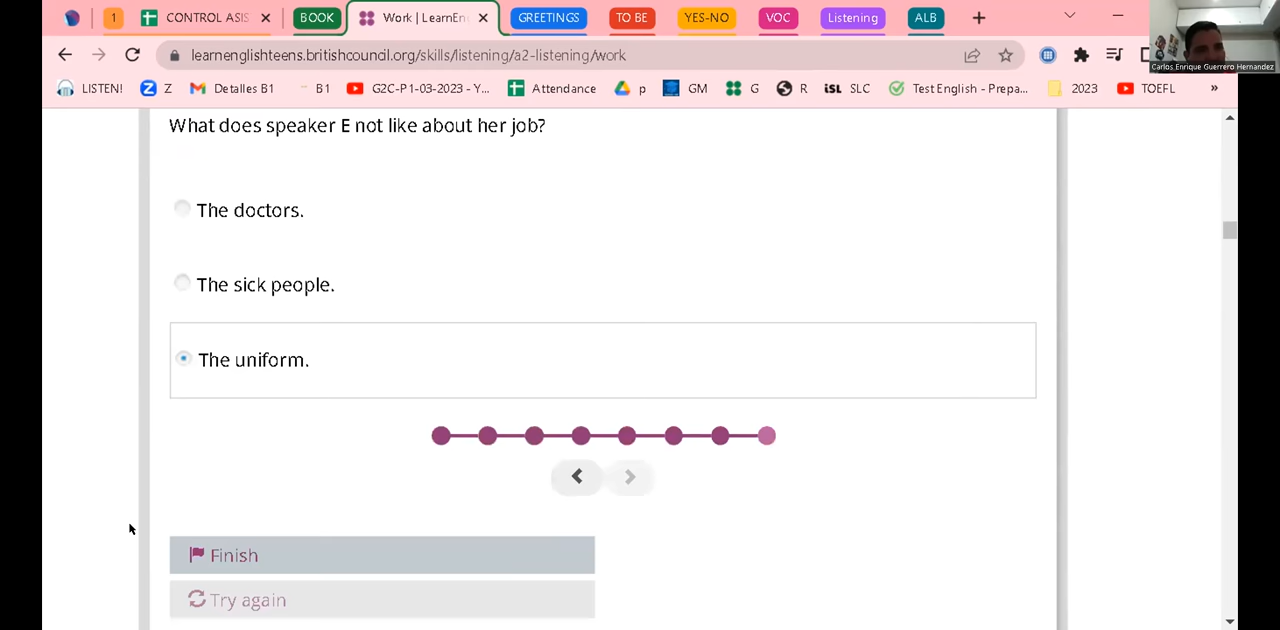 1
CONTROL ASIS
BOOK
Work | LearnEn
GREETINGS
TO BE
YES-NO
VOC
Listening
ALB
learnenglishteens.britishcouncil.org/skills/listening/a2-listening/work
Carlos Enrique Guerrero Hernandez
LISTEN!
Z
Detalles B1
B1
G2C-P1-03-2023 - Y...
Attendance
p
GM
G
R
iSL SLC
Test English - Prepa...
2023
TOEFL
»
What does speaker E not like about her job?
The doctors.
The sick people.
The uniform.
Finish
Try again